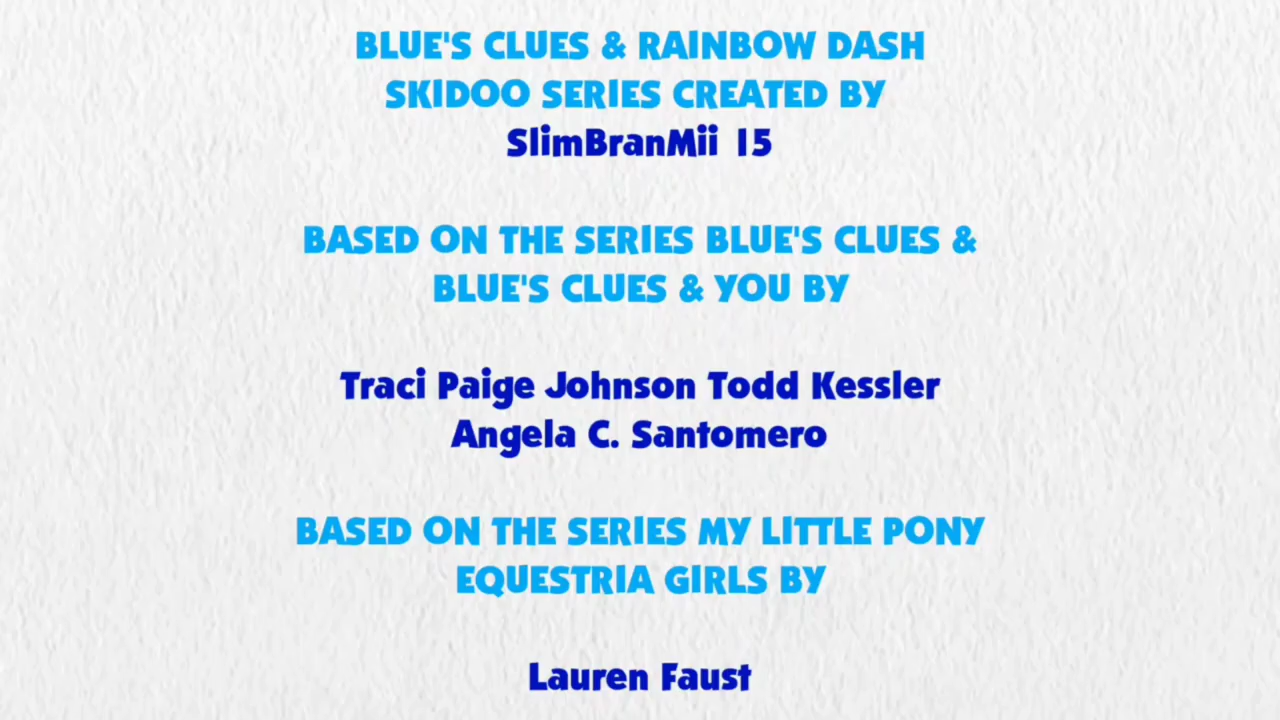 BLUE'S CLUES & RAINBOW DASH
SKIDOO SERIES CREATED BY
SlimBranMii 15
BASED ON THE SERIES BLUE'S CLUES &
BLUE'S CLUES & YOU BY
Traci Paige Johnson Todd Kessler
Angela C. Santomero
BASED ON THE SERIES MY LITTLE PONY
EQUESTRIA GIRLS BY
Lauren Faust